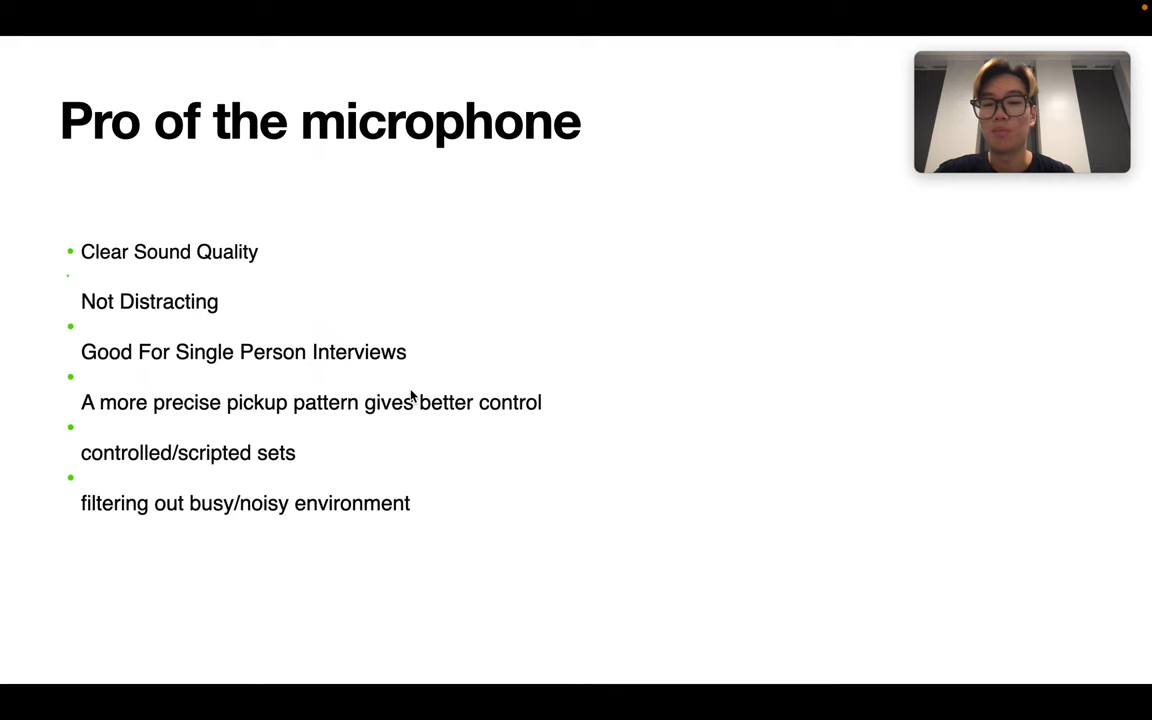 Pro of the microphone
Clear Sound Quality
Not Distracting
Good For Single Person Interviews
A more precise pickup pattern gives better control
controlled/scripted sets
filtering out busy/noisy environment